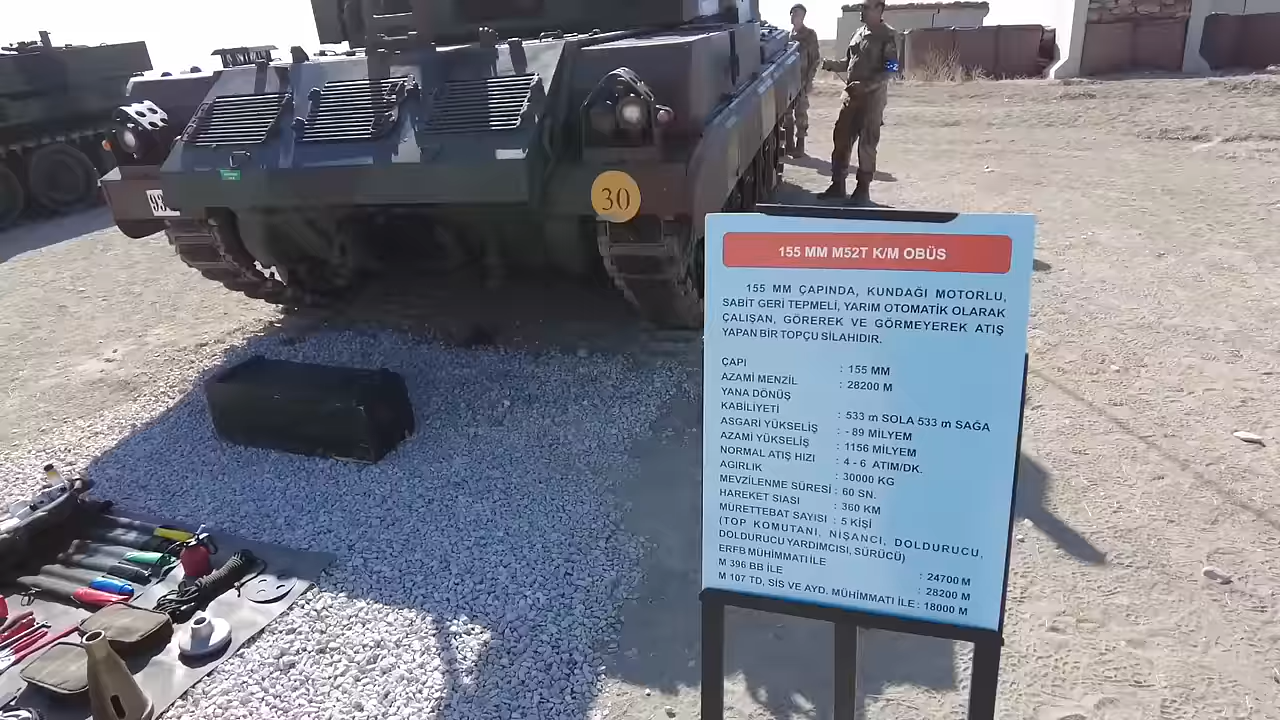 30
155 MM M52T K/M OBÜS
155 MM ÇAPINDA, KUNDAĞI MOTORLU,
SABİT GERİ TEPMELİ, YARIM OTOMATİK OLARAK
ÇALIŞAN, GÖREREK VE GÖRMEYEREK ATIŞ
YAPAN BİR TOPÇU SİLAHIDIR.
ÇAPI : 155 MM
AZAMİ MENZİL : 28200 M
YANA DÖNÜŞ
KABİLİYETİ : 533 m SOLA 533 m SAĞA
ASGARİ YÜKSELİŞ : - 89 MİLYEM
AZAMİ YÜKSELİŞ : 1156 MİLYEM
NORMAL ATIŞ HIZI : 4 - 6 ATIM/DK.
AGIRLIK : 30000 KG
MEVZİLENME SÜRESİ : 60 SN.
HAREKET SIASI : 360 KM
MÜRETTEBAT SAYISI : 5 KİŞİ
(TOP KOMUTANI, NİŞANCI, DOLDURUCU,
DOLDURUCU YARDIMCISI, SÜRÜCÜ)
ERFB MÜHİMMATI İLE : 24700 M
M 396 BB İLE : 28200 M
M 107 TD, SİS VE AYD. MÜHİMMATI İLE : 18000 M